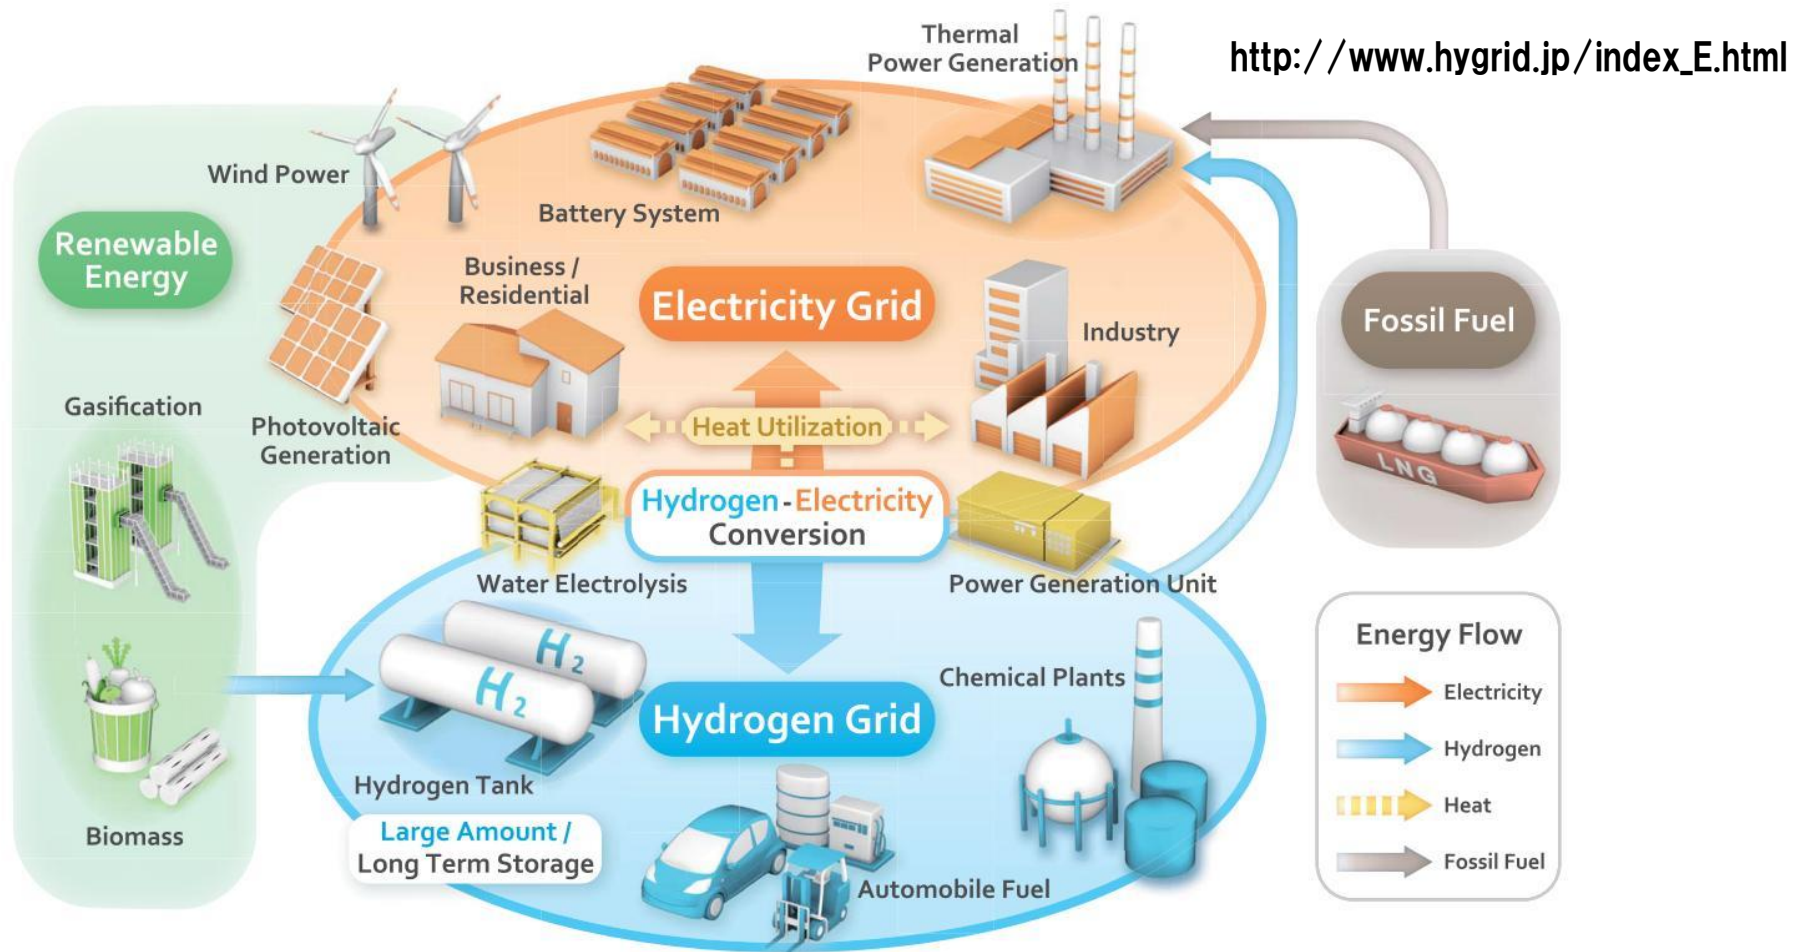 http://www.hygrid.jp/index_E.html
Thermal
Power Generation
Wind Power
Battery System
Renewable
Energy
Business /
Residential
Electricity Grid
Industry
Fossil Fuel
LNG
Gasification
Photovoltaic
Generation
Heat Utilization
Hydrogen-Electricity
Conversion
Water Electrolysis
Power Generation Unit
H2
H2
Biomass
Hydrogen Grid
Chemical Plants
Hydrogen Tank
Large Amount /
Long Term Storage
Automobile Fuel
Energy Flow
Electricity
Hydrogen
Heat
Fossil Fuel